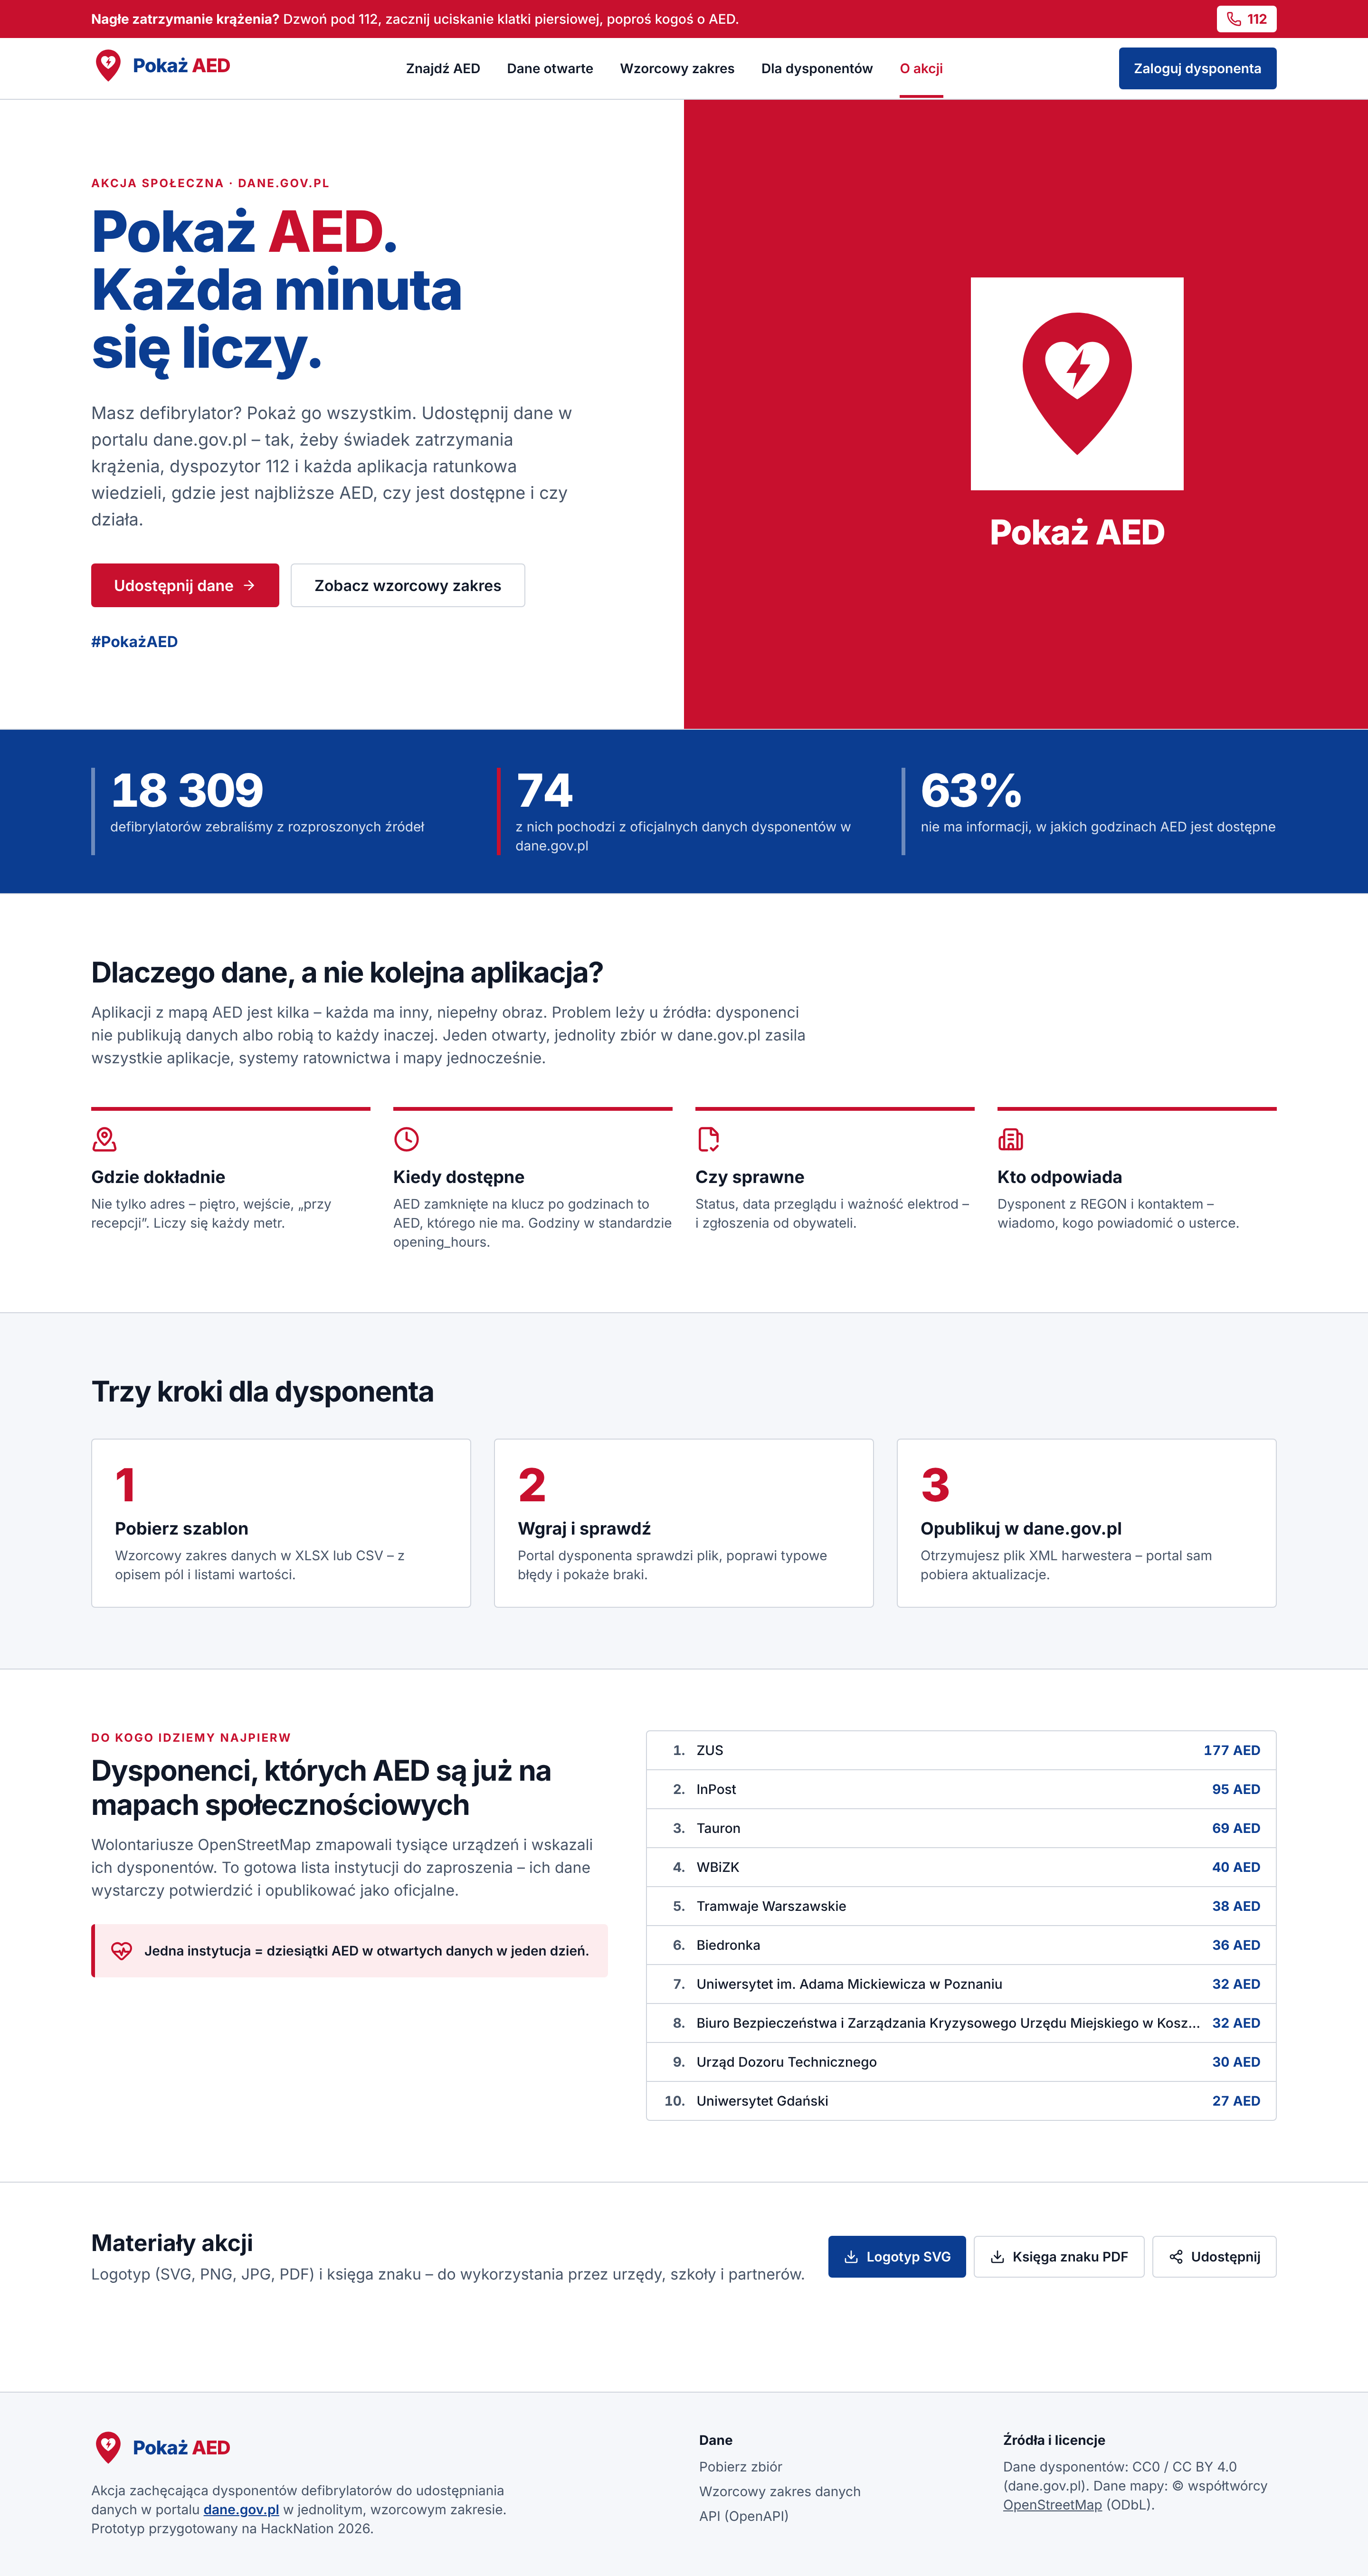 Nagłe zatrzymanie krążenia? Dzwoń pod 112, zacznij uciskanie klatki piersiowej, poproś kogoś o AED.
112
Pokaż AED
Znajdź AED
Dane otwarte
Wzorcowy zakres
Dla dysponentów
O akcji
Zaloguj dysponenta
AKCJA SPOŁECZNA · DANE.GOV.PL
Pokaż AED.
Każda minuta
się liczy.
Masz defibrylator? Pokaż go wszystkim. Udostępnij dane w
portalu dane.gov.pl – tak, żeby świadek zatrzymania
krążenia, dyspozytor 112 i każda aplikacja ratunkowa
wiedzieli, gdzie jest najbliższe AED, czy jest dostępne i czy
działa.
Udostępnij dane
Zobacz wzorcowy zakres
#PokażAED
Pokaż AED
18 309
defibrylatorów zebraliśmy z rozproszonych źródeł
74
z nich pochodzi z oficjalnych danych dysponentów w
dane.gov.pl
63%
nie ma informacji, w jakich godzinach AED jest dostępne
Dlaczego dane, a nie kolejna aplikacja?
Aplikacji z mapą AED jest kilka – każda ma inny, niepełny obraz. Problem leży u źródła: dysponenci
nie publikują danych albo robią to każdy inaczej. Jeden otwarty, jednolity zbiór w dane.gov.pl zasila
wszystkie aplikacje, systemy ratownictwa i mapy jednocześnie.
Gdzie dokładnie
Nie tylko adres – piętro, wejście, „przy
recepcji”. Liczy się każdy metr.
Kiedy dostępne
AED zamknięte na klucz po godzinach to
AED, którego nie ma. Godziny w standardzie
opening_hours.
Czy sprawne
Status, data przeglądu i ważność elektrod –
i zgłoszenia od obywateli.
Kto odpowiada
Dysponent z REGON i kontaktem –
wiadomo, kogo powiadomić o usterce.
Trzy kroki dla dysponenta
1
Pobierz szablon
Wzorcowy zakres danych w XLSX lub CSV – z
opisem pól i listami wartości.
2
Wgraj i sprawdź
Portal dysponenta sprawdzi plik, poprawi typowe
błędy i pokaże braki.
3
Opublikuj w dane.gov.pl
Otrzymujesz plik XML harwestera – portal sam
pobiera aktualizacje.
DO KOGO IDZIEMY NAJPIERW
Dysponenci, których AED są już na
mapach społecznościowych
Wolontariusze OpenStreetMap zmapowali tysiące urządzeń i wskazali
ich dysponentów. To gotowa lista instytucji do zaproszenia – ich dane
wystarczy potwierdzić i opublikować jako oficjalne.
Jedna instytucja = dziesiątki AED w otwartych danych w jeden dzień.
1. ZUS 177 AED
2. InPost 95 AED
3. Tauron 69 AED
4. WBiZK 40 AED
5. Tramwaje Warszawskie 38 AED
6. Biedronka 36 AED
7. Uniwersytet im. Adama Mickiewicza w Poznaniu 32 AED
8. Biuro Bezpieczeństwa i Zarządzania Kryzysowego Urzędu Miejskiego w Kosz... 32 AED
9. Urząd Dozoru Technicznego 30 AED
10. Uniwersytet Gdański 27 AED
Materiały akcji
Logotyp (SVG, PNG, JPG, PDF) i księga znaku – do wykorzystania przez urzędy, szkoły i partnerów.
Logotyp SVG
Księga znaku PDF
Udostępnij
Pokaż AED
Akcja zachęcająca dysponentów defibrylatorów do udostępniania
danych w portalu dane.gov.pl w jednolitym, wzorcowym zakresie.
Prototyp przygotowany na HackNation 2026.
Dane
Pobierz zbiór
Wzorcowy zakres danych
API (OpenAPI)
Źródła i licencje
Dane dysponentów: CC0 / CC BY 4.0
(dane.gov.pl). Dane mapy: © współtwórcy
OpenStreetMap (ODbL).